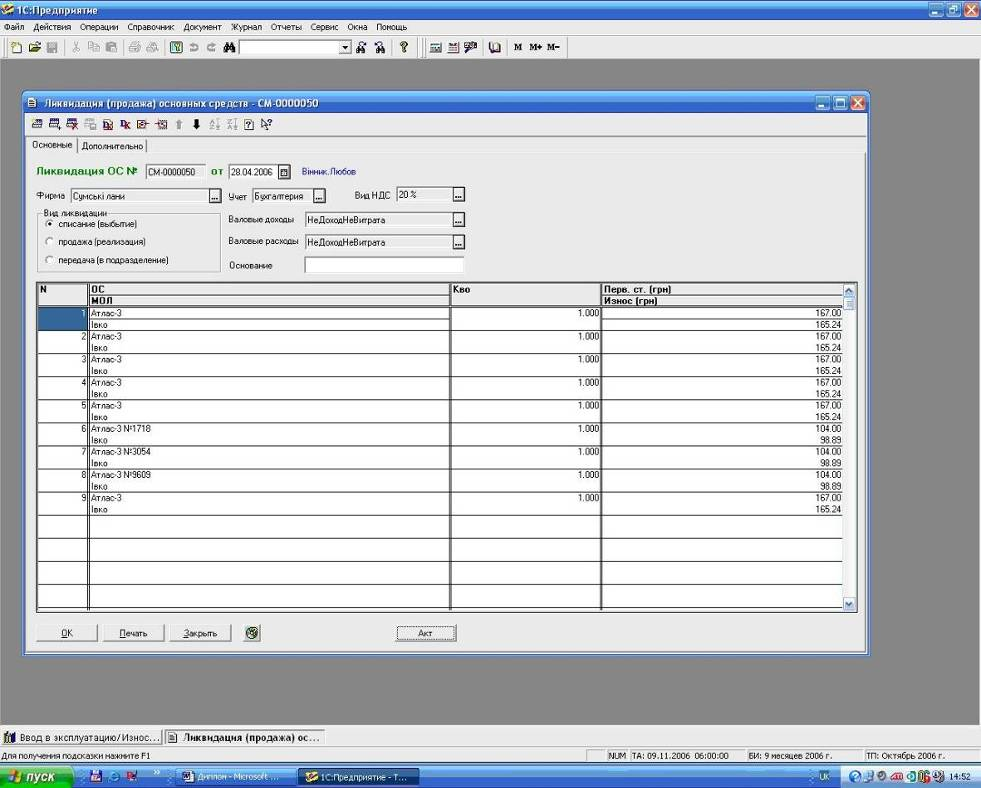 1С:Предприятие
Файл Действия Операции Справочник Документ Журнал Отчеты Сервис Окна Помощь
M M+ M-
Ликвидация (продажа) основных средств - СМ-0000050
Основные Дополнительно
Ликвидация ОС № СМ-0000050 от 28.04.2006 Вінник.Любов
Фирма Сумські лани ... Учет Бухгалтерия ... Вид НДС 20 % ...
Вид ликвидации
списание (выбытие) Валовые доходы НеДоходНеВитрата ...
продажа (реализация) Валовые расходы НеДоходНеВитрата ...
передача (в подразделение) Основание
N ОС Кво Перв. ст. (грн)
МОЛ Износ (грн)
1 Атлас-3 1.000 167.00
Івко 165.24
2 Атлас-3 1.000 167.00
Івко 165.24
3 Атлас-3 1.000 167.00
Івко 165.24
4 Атлас-3 1.000 167.00
Івко 165.24
5 Атлас-3 1.000 167.00
Івко 165.24
6 Атлас-3 №1718 1.000 104.00
Івко 98.89
7 Атлас-3 №3054 1.000 104.00
Івко 98.89
8 Атлас-3 №9609 1.000 104.00
Івко 98.89
9 Атлас-3 1.000 167.00
Івко 165.24
OK Печать Закрыть Акт
Ввод в эксплуатацию/Износ... Ликвидация (продажа) ос...
Для получения подсказки нажмите F1 NUM ТА: 09.11.2006 06:00:00 БИ: 9 месяцев 2006 г. ТП: Октябрь 2006 г.
пуск Диплом - Microsoft ... 1С:Предприятие - Т... UK 14:52